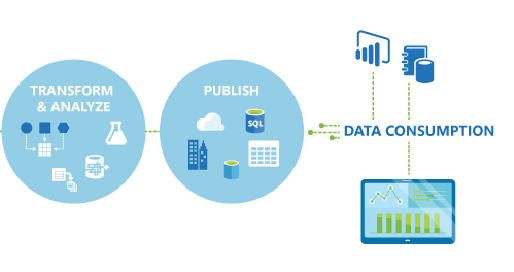 TRANSFORM
& ANALYZE
PUBLISH
SQL
DATA CONSUMPTION